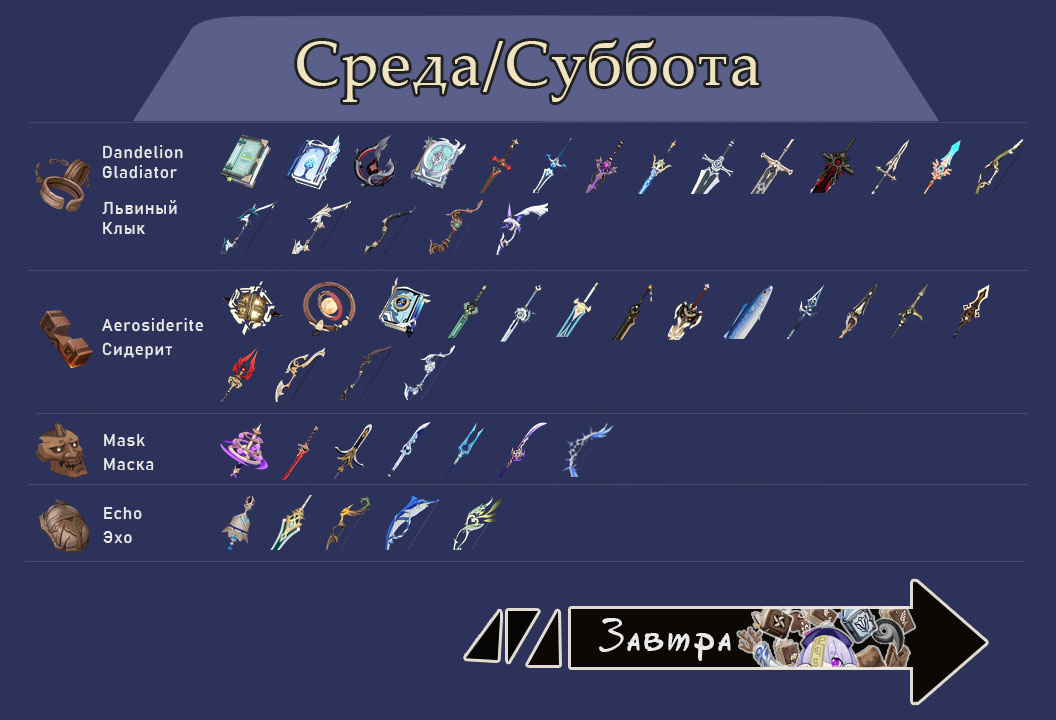 Среда/Суббота
Dandelion
Gladiator
Львиный
Клык
Aerosiderite
Сидерит
Mask
Маска
Echo
Эхо
Завтра